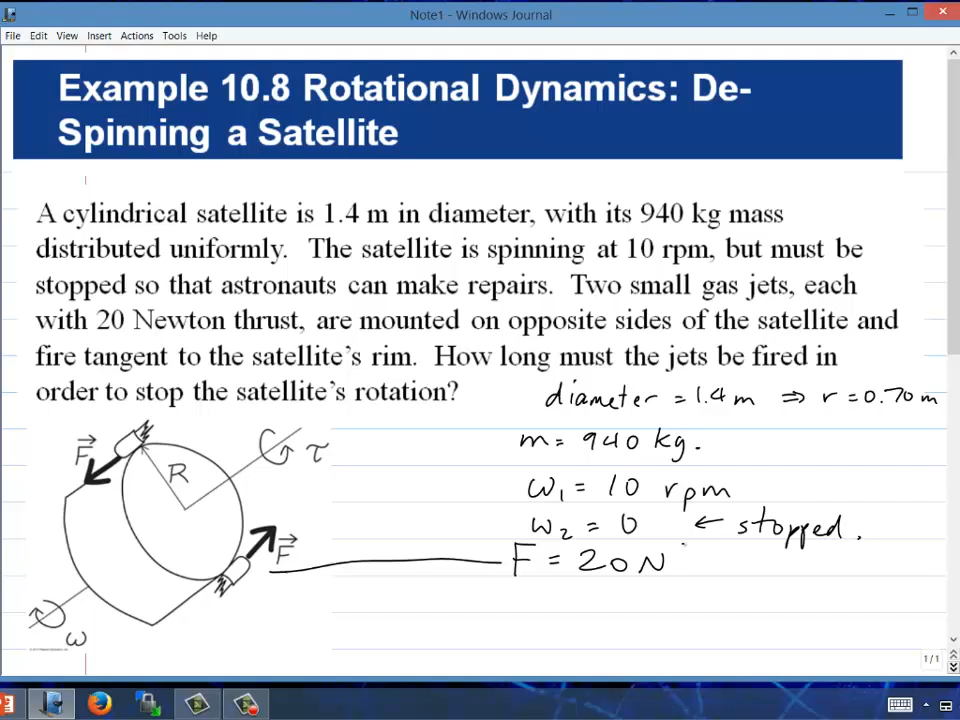 Note1 - Windows Journal
File Edit View Insert Actions Tools Help
Example 10.8 Rotational Dynamics: De-
Spinning a Satellite
A cylindrical satellite is 1.4 m in diameter, with its 940 kg mass
distributed uniformly. The satellite is spinning at 10 rpm, but must be
stopped so that astronauts can make repairs. Two small gas jets, each
with 20 Newton thrust, are mounted on opposite sides of the satellite and
fire tangent to the satellite's rim. How long must the jets be fired in
order to stop the satellite's rotation?
diameter = 1.4 m ⇒ r = 0.70 m
m = 940 kg.
ω₁ = 10 rpm
ω₂ = 0 ← stopped.
F = 20 N
F⃗
R
τ
F⃗
ω
1 / 1